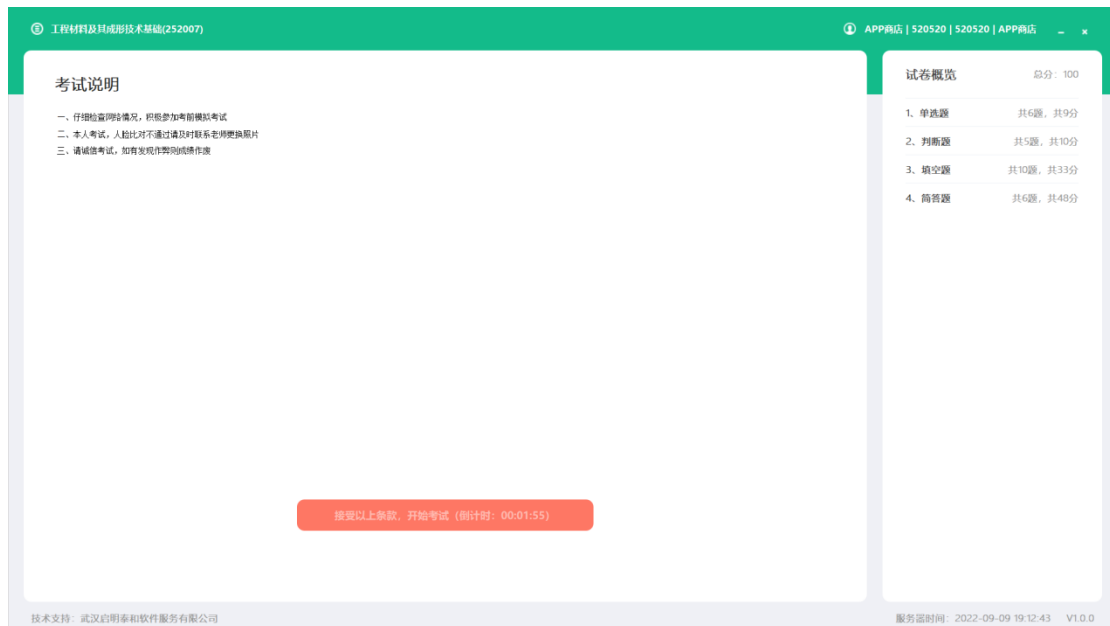 工程材料及其成形技术基础(252007)
APP商店 | 520520 | 520520 | APP商店
考试说明
一、仔细检查网络情况，积极参加考前模拟考试
二、本人考试，人脸比对不通过请及时联系老师更换照片
三、请诚信考试，如有发现作弊则成绩作废
接受以上条款，开始考试（倒计时：00:01:55）
试卷概览 总分：100
1、单选题 共6题，共9分
2、判断题 共5题，共10分
3、填空题 共10题，共33分
4、简答题 共6题，共48分
技术支持：武汉启明泰和软件服务有限公司
服务器时间：2022-09-09 19:12:43 V1.0.0